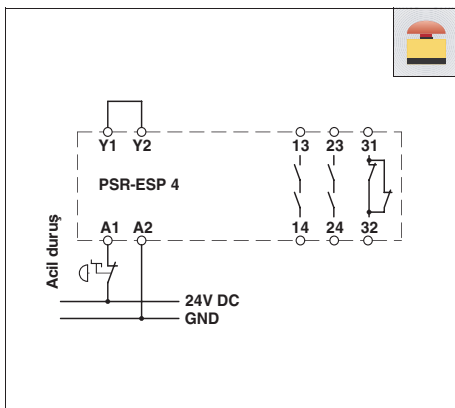 Y1 Y2 13 23 31
PSR-ESP 4
A1 A2 14 24 32
Acil duruş
24V DC
GND